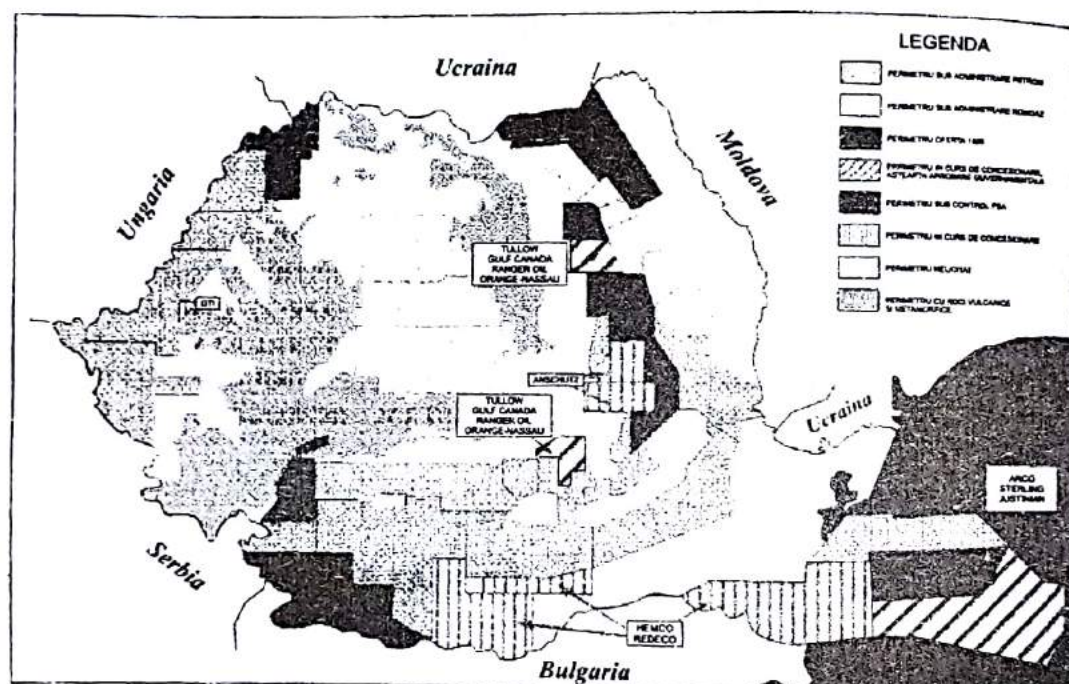 LEGENDA
PERIMETRU SUB ADMINISTRARE PETROM
PERIMETRU SUB ADMINISTRARE ROMGAZ
PERIMETRU OFERTA
PERIMETRU IN CURS DE CONCESIONARE,
ASTEAPTA APROBARE GUVERNAMENTALA
PERIMETRU SUB CONTROL PSA
PERIMETRU IN CURS DE CONCESIONARE
PERIMETRU
PERIMETRU CU ROCI VULCANICE
SI METAMORFICE
Ucraina
Moldava
Ungaria
TULLOW
GULF CANADA
RANGER OIL
ORANGE-NASSAU
ANSCHUTZ
TULLOW
GULF CANADA
RANGER OIL
ORANGE-NASSAU
Ucraina
ARCO
STERLING
JUSTINIAN
Serbia
HEMCO
REDECO
Bulgaria